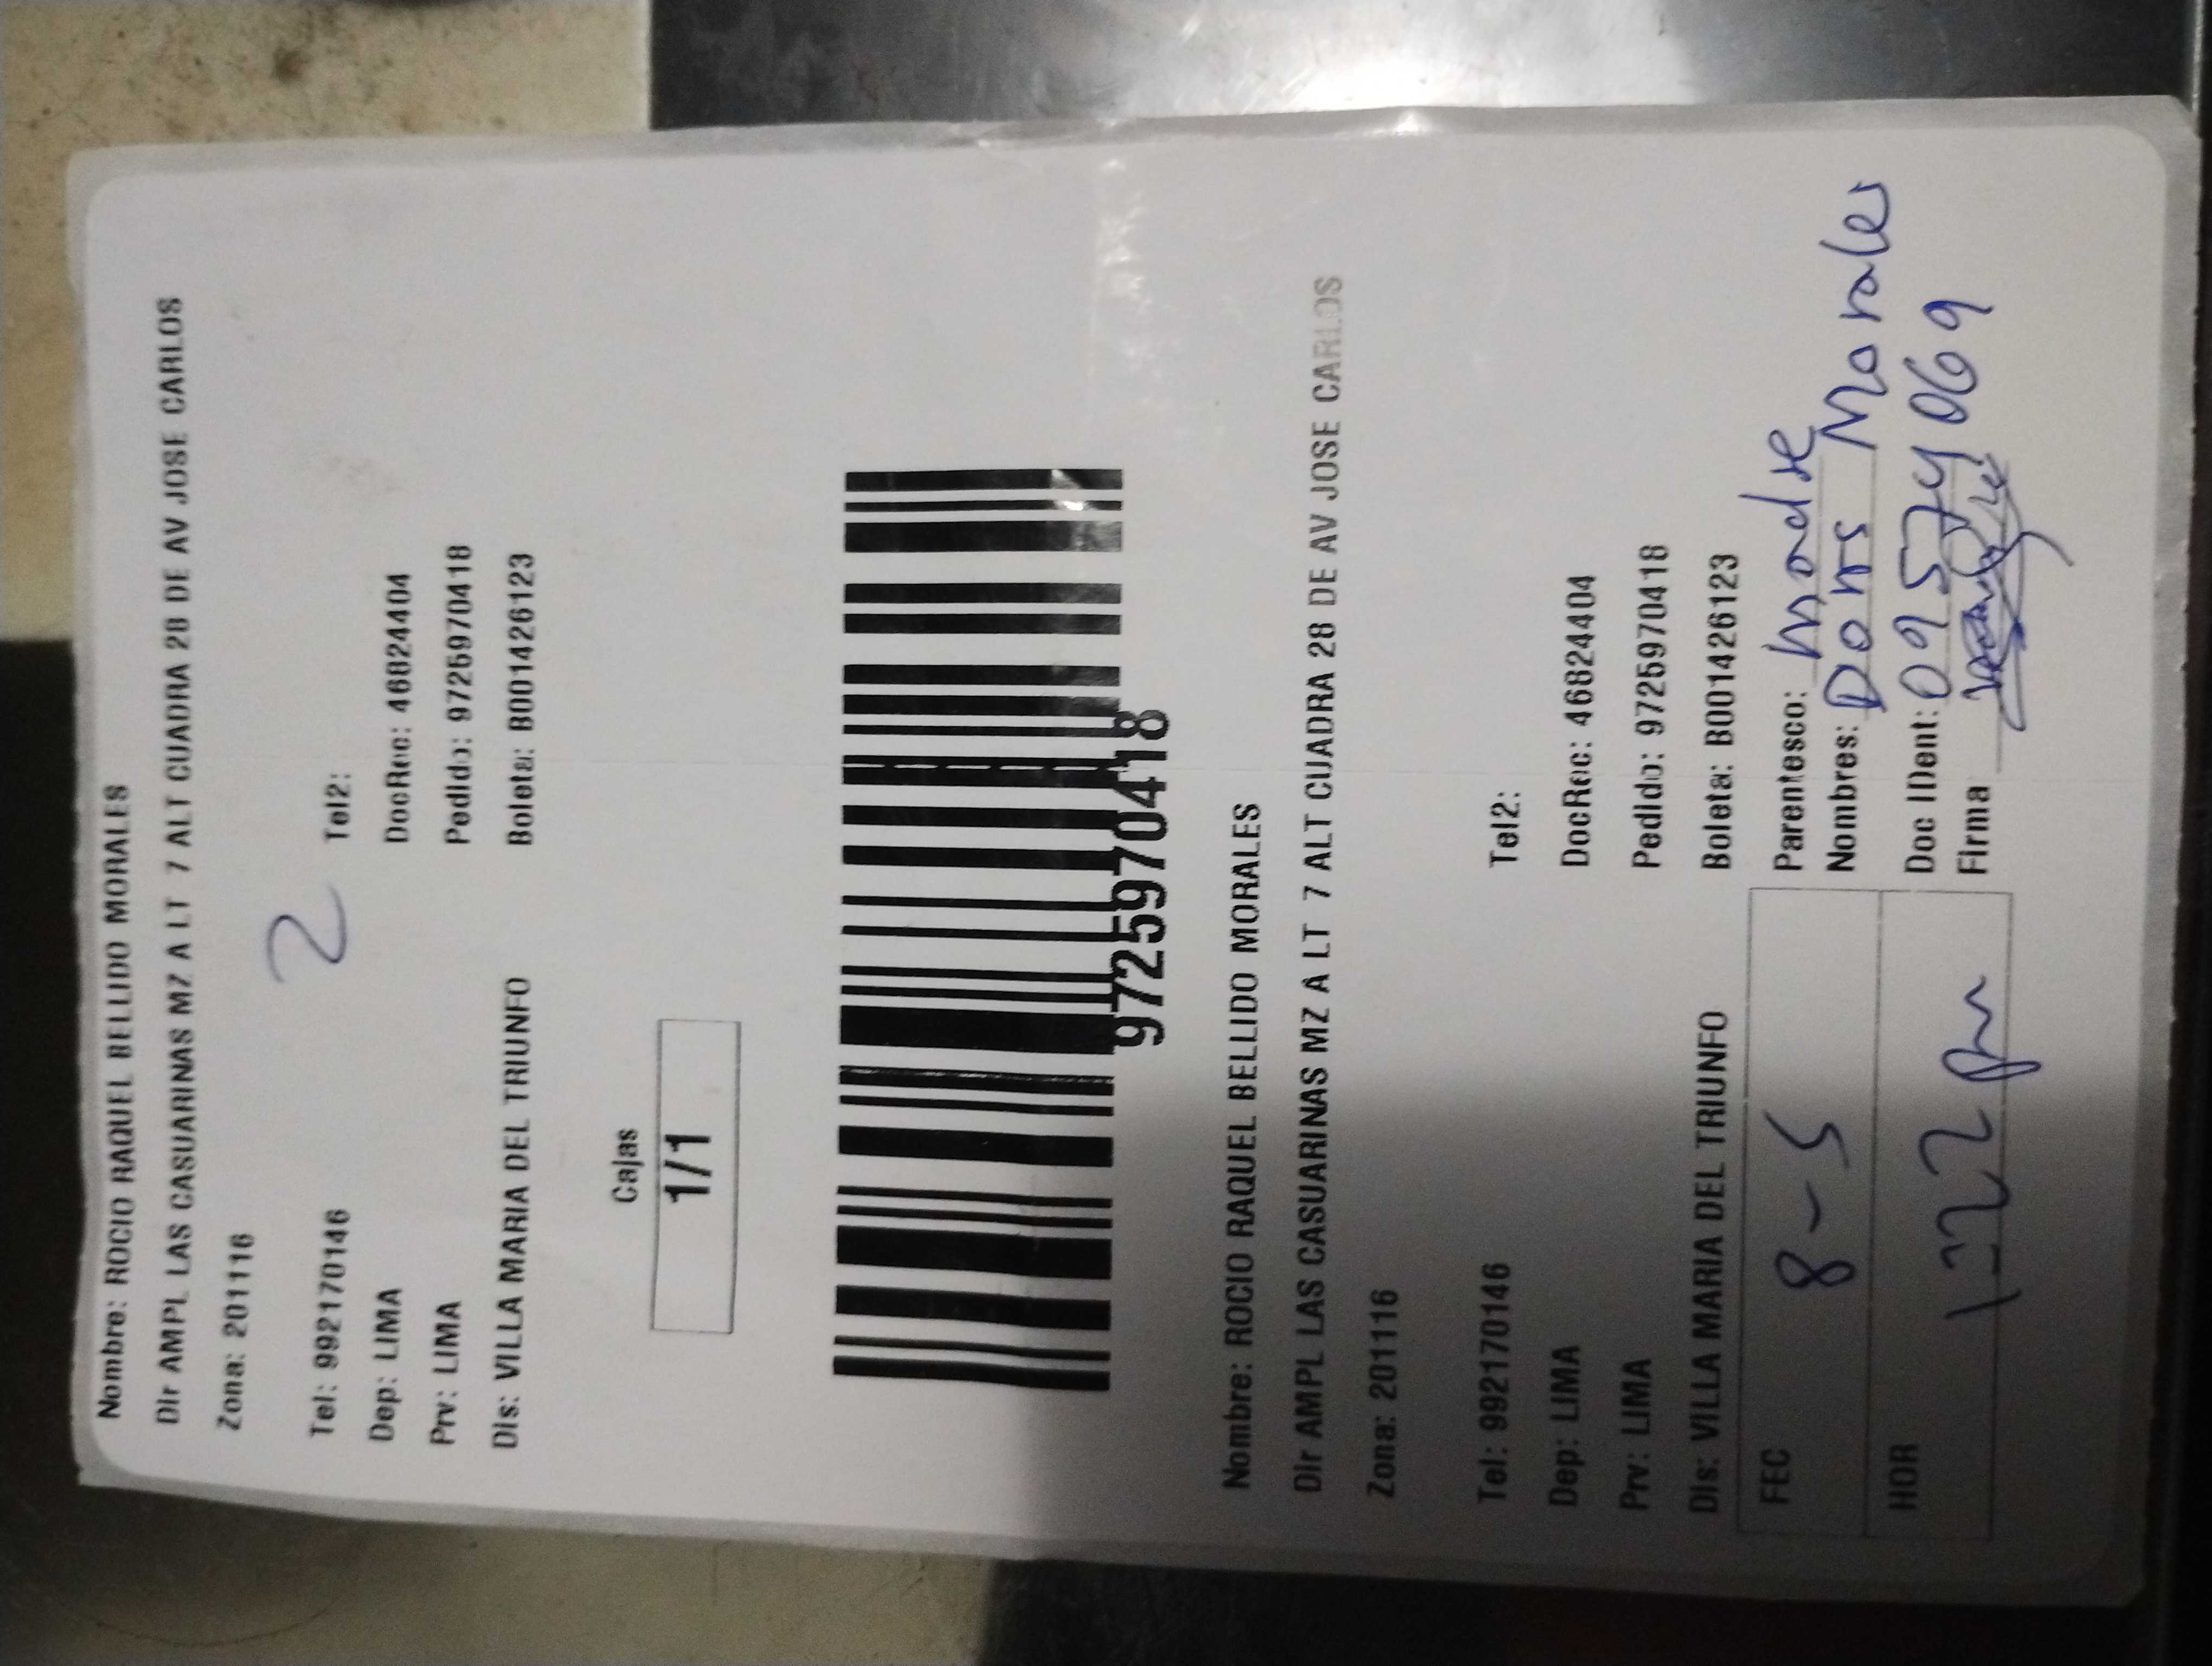 Nombre: ROCIO RAQUEL BELLIDO MORALES
Dir AMPL LAS CASUARINAS MZ A LT 7 ALT CUADRA 28 DE AV JOSE CARLOS
Zona: 201116
2
Tel: 992170146 Tel2:
Dep: LIMA DocRec: 46824404
Prv: LIMA Pedido: 9725970418
Dis: VILLA MARIA DEL TRIUNFO Boleta: B001426123
Cajas
1/1
9725970418
Nombre: ROCIO RAQUEL BELLIDO MORALES
Dir AMPL LAS CASUARINAS MZ A LT 7 ALT CUADRA 28 DE AV JOSE CARLOS
Zona: 201116
Tel: 992170146 Tel2:
Dep: LIMA DocRec: 46824404
Prv: LIMA Pedido: 9725970418
Dis: VILLA MARIA DEL TRIUNFO Boleta: B001426123
FEC 8-5 Parentesco: madre
Nombres: Doris Morales
HOR 1:22 pm Doc IDent: 09574069
Firma